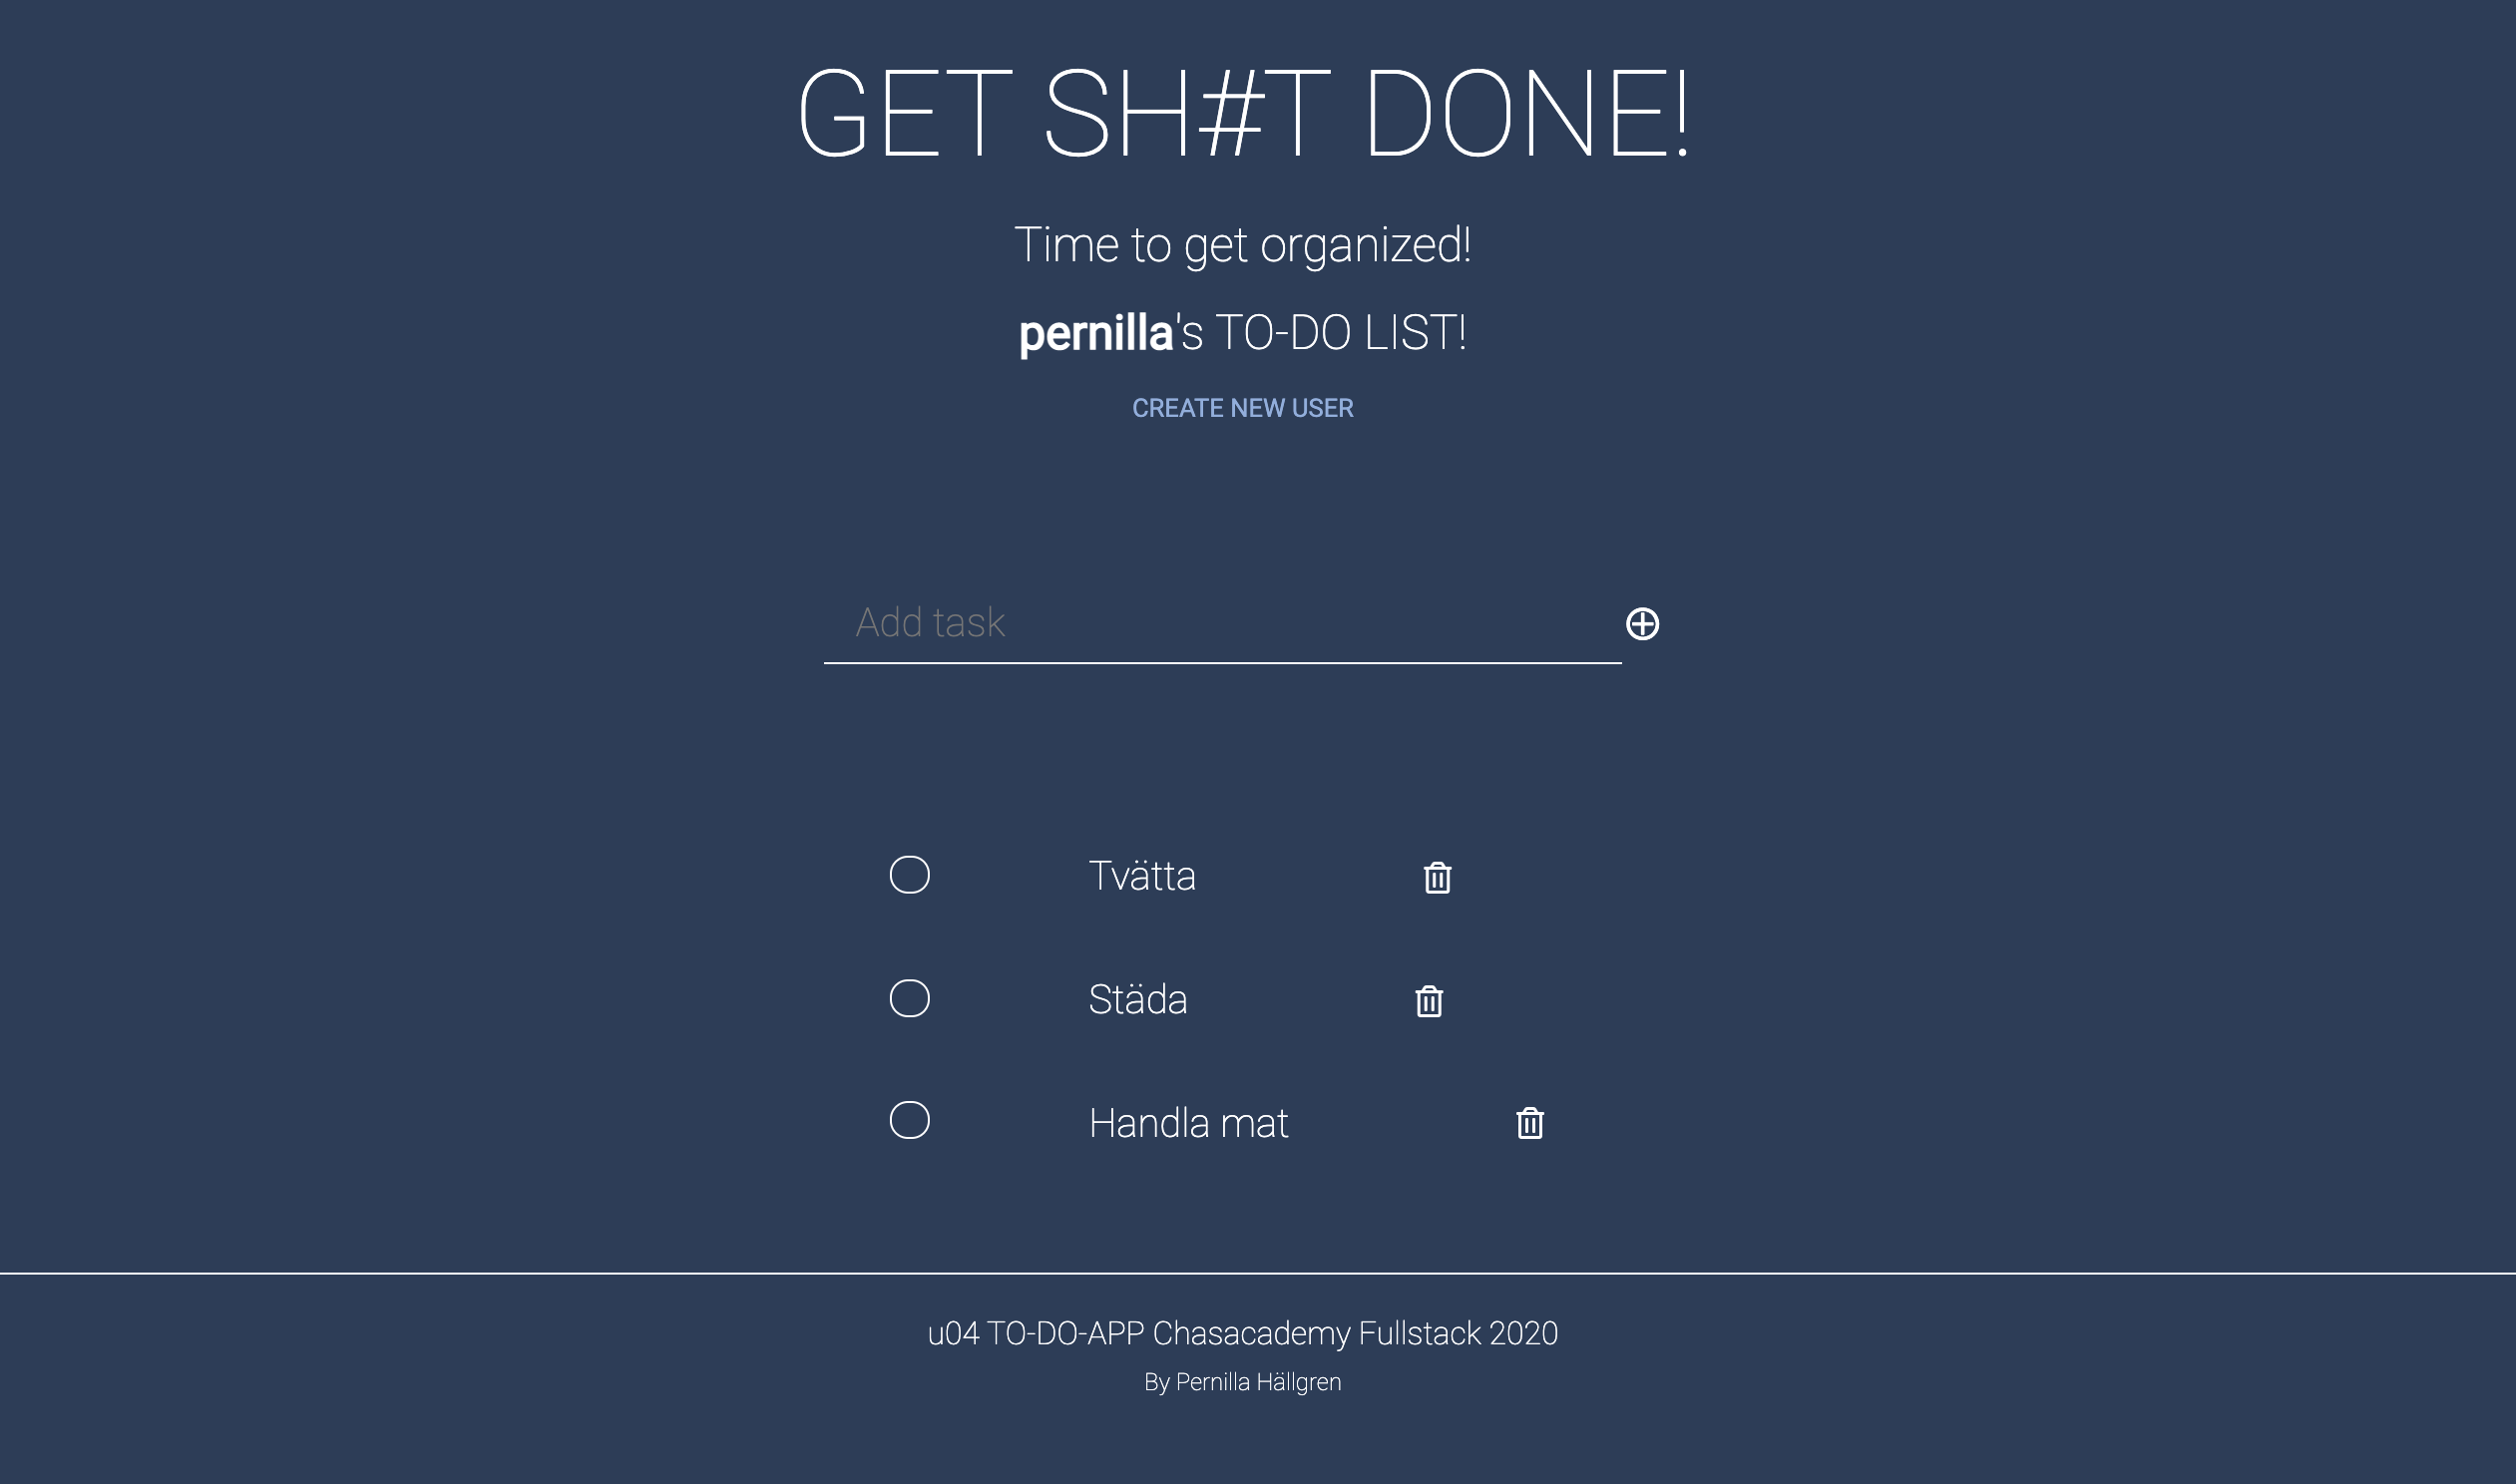 GET SH#T DONE!
Time to get organized!
pernilla's TO-DO LIST!
CREATE NEW USER
Add task
Tvätta
Städa
Handla mat
u04 TO-DO-APP Chasacademy Fullstack 2020
By Pernilla Hällgren